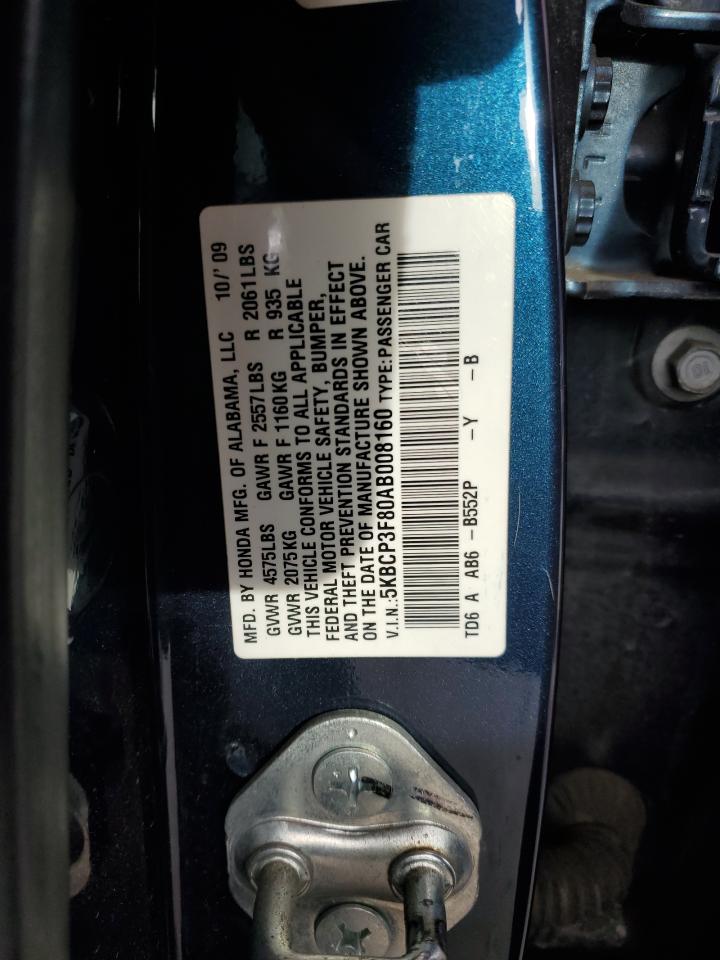 MFD. BY HONDA MFG. OF ALABAMA, LLC 10/'09
GVWR 4575LBS GAWR F 2557LBS R 2061LBS
GVWR 2075KG GAWR F 1160KG R 935 KG
THIS VEHICLE CONFORMS TO ALL APPLICABLE
FEDERAL MOTOR VEHICLE SAFETY, BUMPER,
AND THEFT PREVENTION STANDARDS IN EFFECT
ON THE DATE OF MANUFACTURE SHOWN ABOVE.
V.I.N.:5KBCP3F80AB008160 TYPE:PASSENGER CAR
TD6 A AB6 -B552P -Y -B